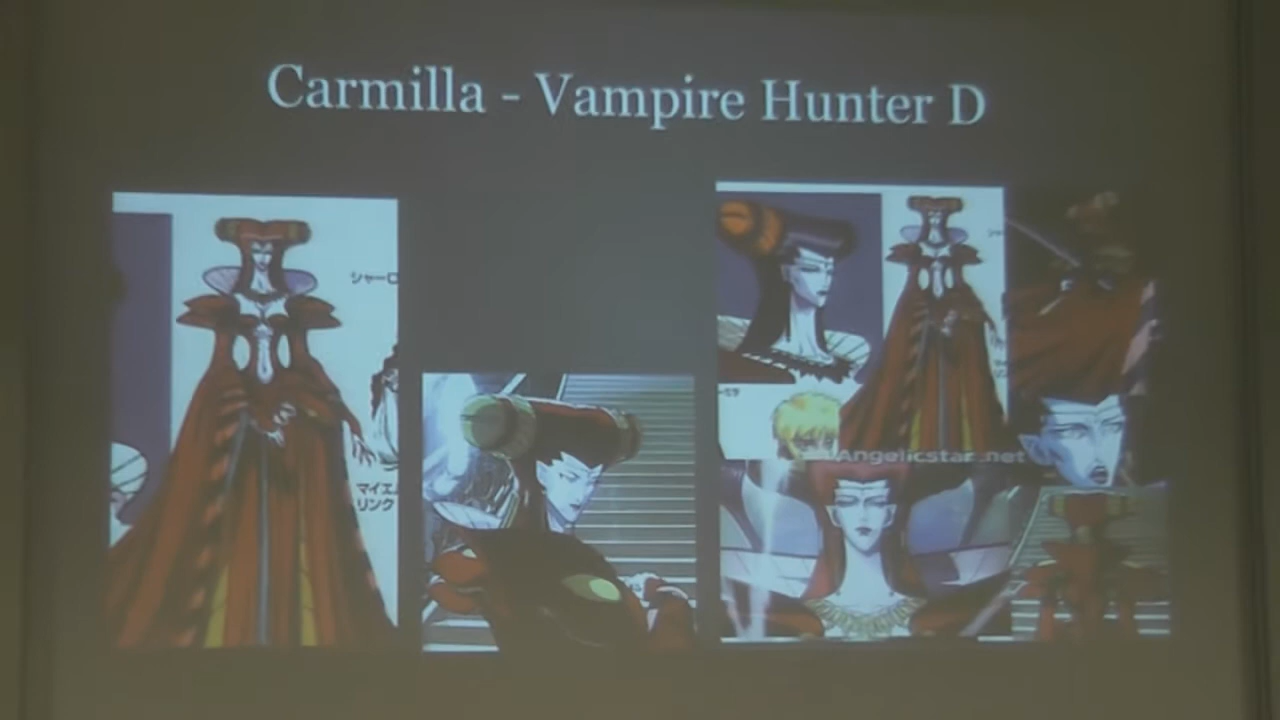 Carmilla - Vampire Hunter D
シャーロ
マイエ
リンク
Angelicstar.net